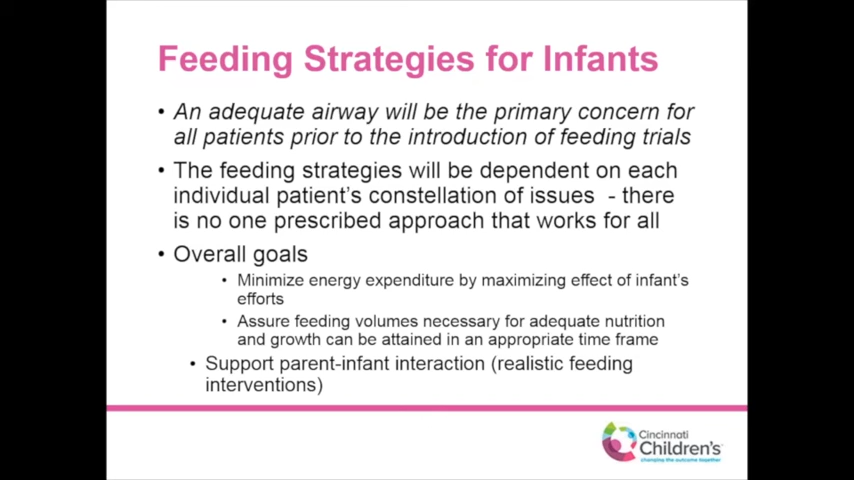 Feeding Strategies for Infants
• An adequate airway will be the primary concern for
all patients prior to the introduction of feeding trials
• The feeding strategies will be dependent on each
individual patient's constellation of issues - there
is no one prescribed approach that works for all
• Overall goals
• Minimize energy expenditure by maximizing effect of infant's
efforts
• Assure feeding volumes necessary for adequate nutrition
and growth can be attained in an appropriate time frame
• Support parent-infant interaction (realistic feeding
interventions)
Cincinnati
Children's
changing the outcome together